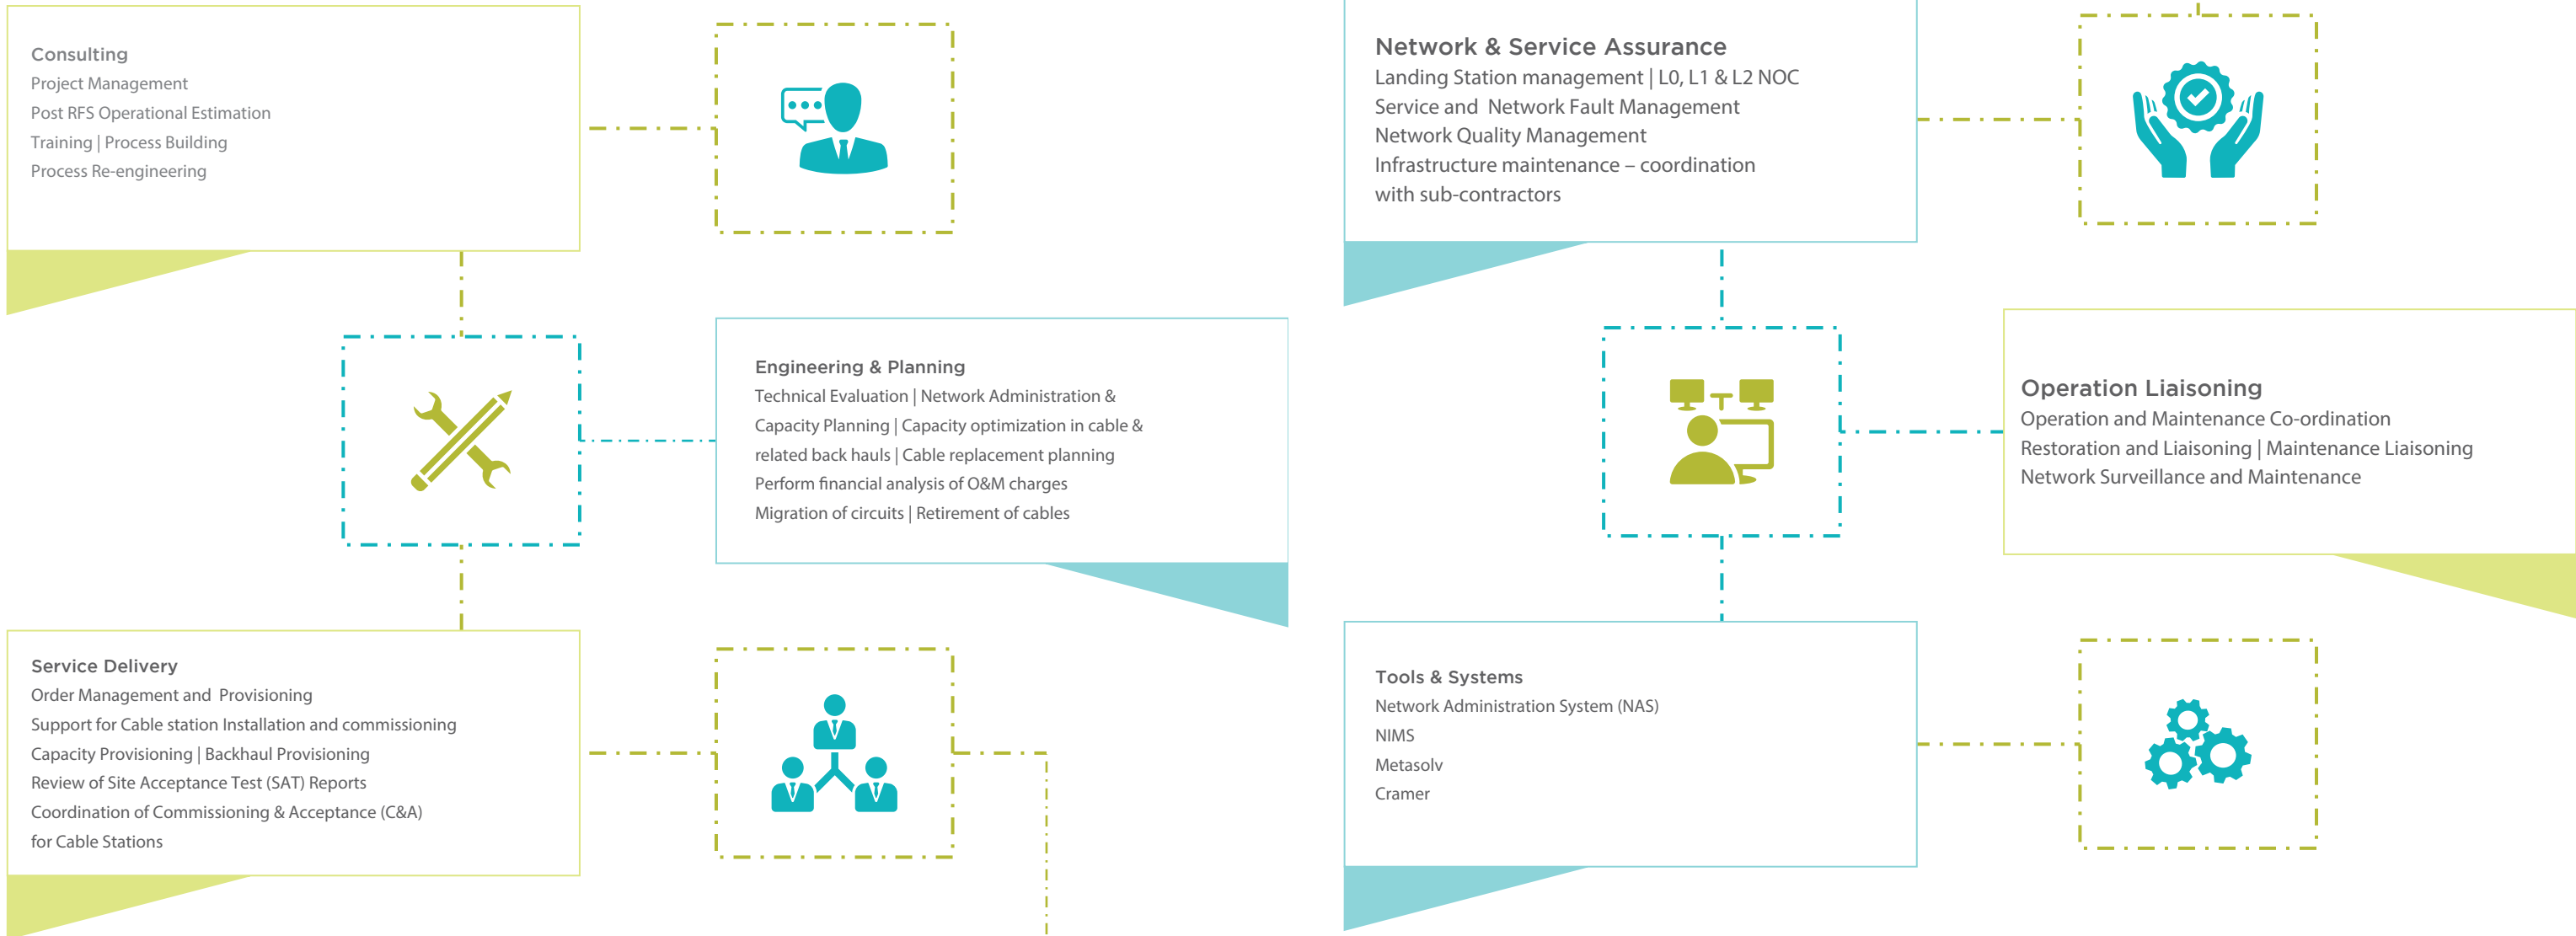 Consulting
Project Management
Post RFS Operational Estimation
Training | Process Building
Process Re-engineering
Engineering & Planning
Technical Evaluation | Network Administration &
Capacity Planning | Capacity optimization in cable &
related back hauls | Cable replacement planning
Perform financial analysis of O&M charges
Migration of circuits | Retirement of cables
Service Delivery
Order Management and Provisioning
Support for Cable station Installation and commissioning
Capacity Provisioning | Backhaul Provisioning
Review of Site Acceptance Test (SAT) Reports
Coordination of Commissioning & Acceptance (C&A)
for Cable Stations
Network & Service Assurance
Landing Station management | L0, L1 & L2 NOC
Service and Network Fault Management
Network Quality Management
Infrastructure maintenance – coordination
with sub-contractors
Operation Liaisoning
Operation and Maintenance Co-ordination
Restoration and Liaisoning | Maintenance Liaisoning
Network Surveillance and Maintenance
Tools & Systems
Network Administration System (NAS)
NIMS
Metasolv
Cramer